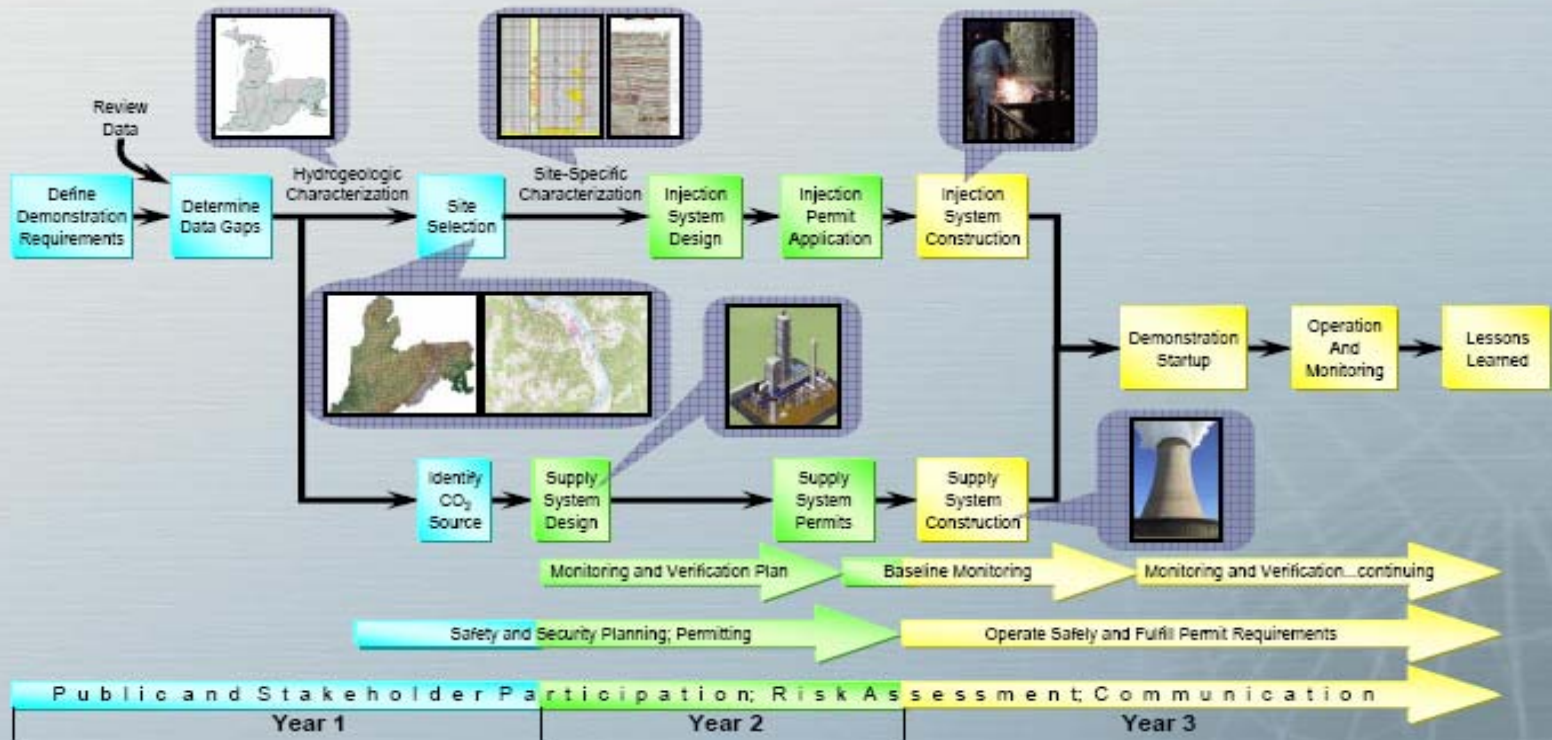 Review
Data
Define
Demonstration
Requirements
Determine
Data Gaps
Hydrogeologic
Characterization
Site
Selection
Site-Specific
Characterization
Injection
System
Design
Injection
Permit
Application
Injection
System
Construction
Demonstration
Startup
Operation
And
Monitoring
Lessons
Learned
Identify
CO₂
Source
Supply
System
Design
Supply
System
Permits
Supply
System
Construction
Monitoring and Verification Plan
Baseline Monitoring
Monitoring and Verification...continuing
Safety and Security Planning; Permitting
Operate Safely and Fulfill Permit Requirements
Public and Stakeholder Participation; Risk Assessment; Communication
Year 1
Year 2
Year 3